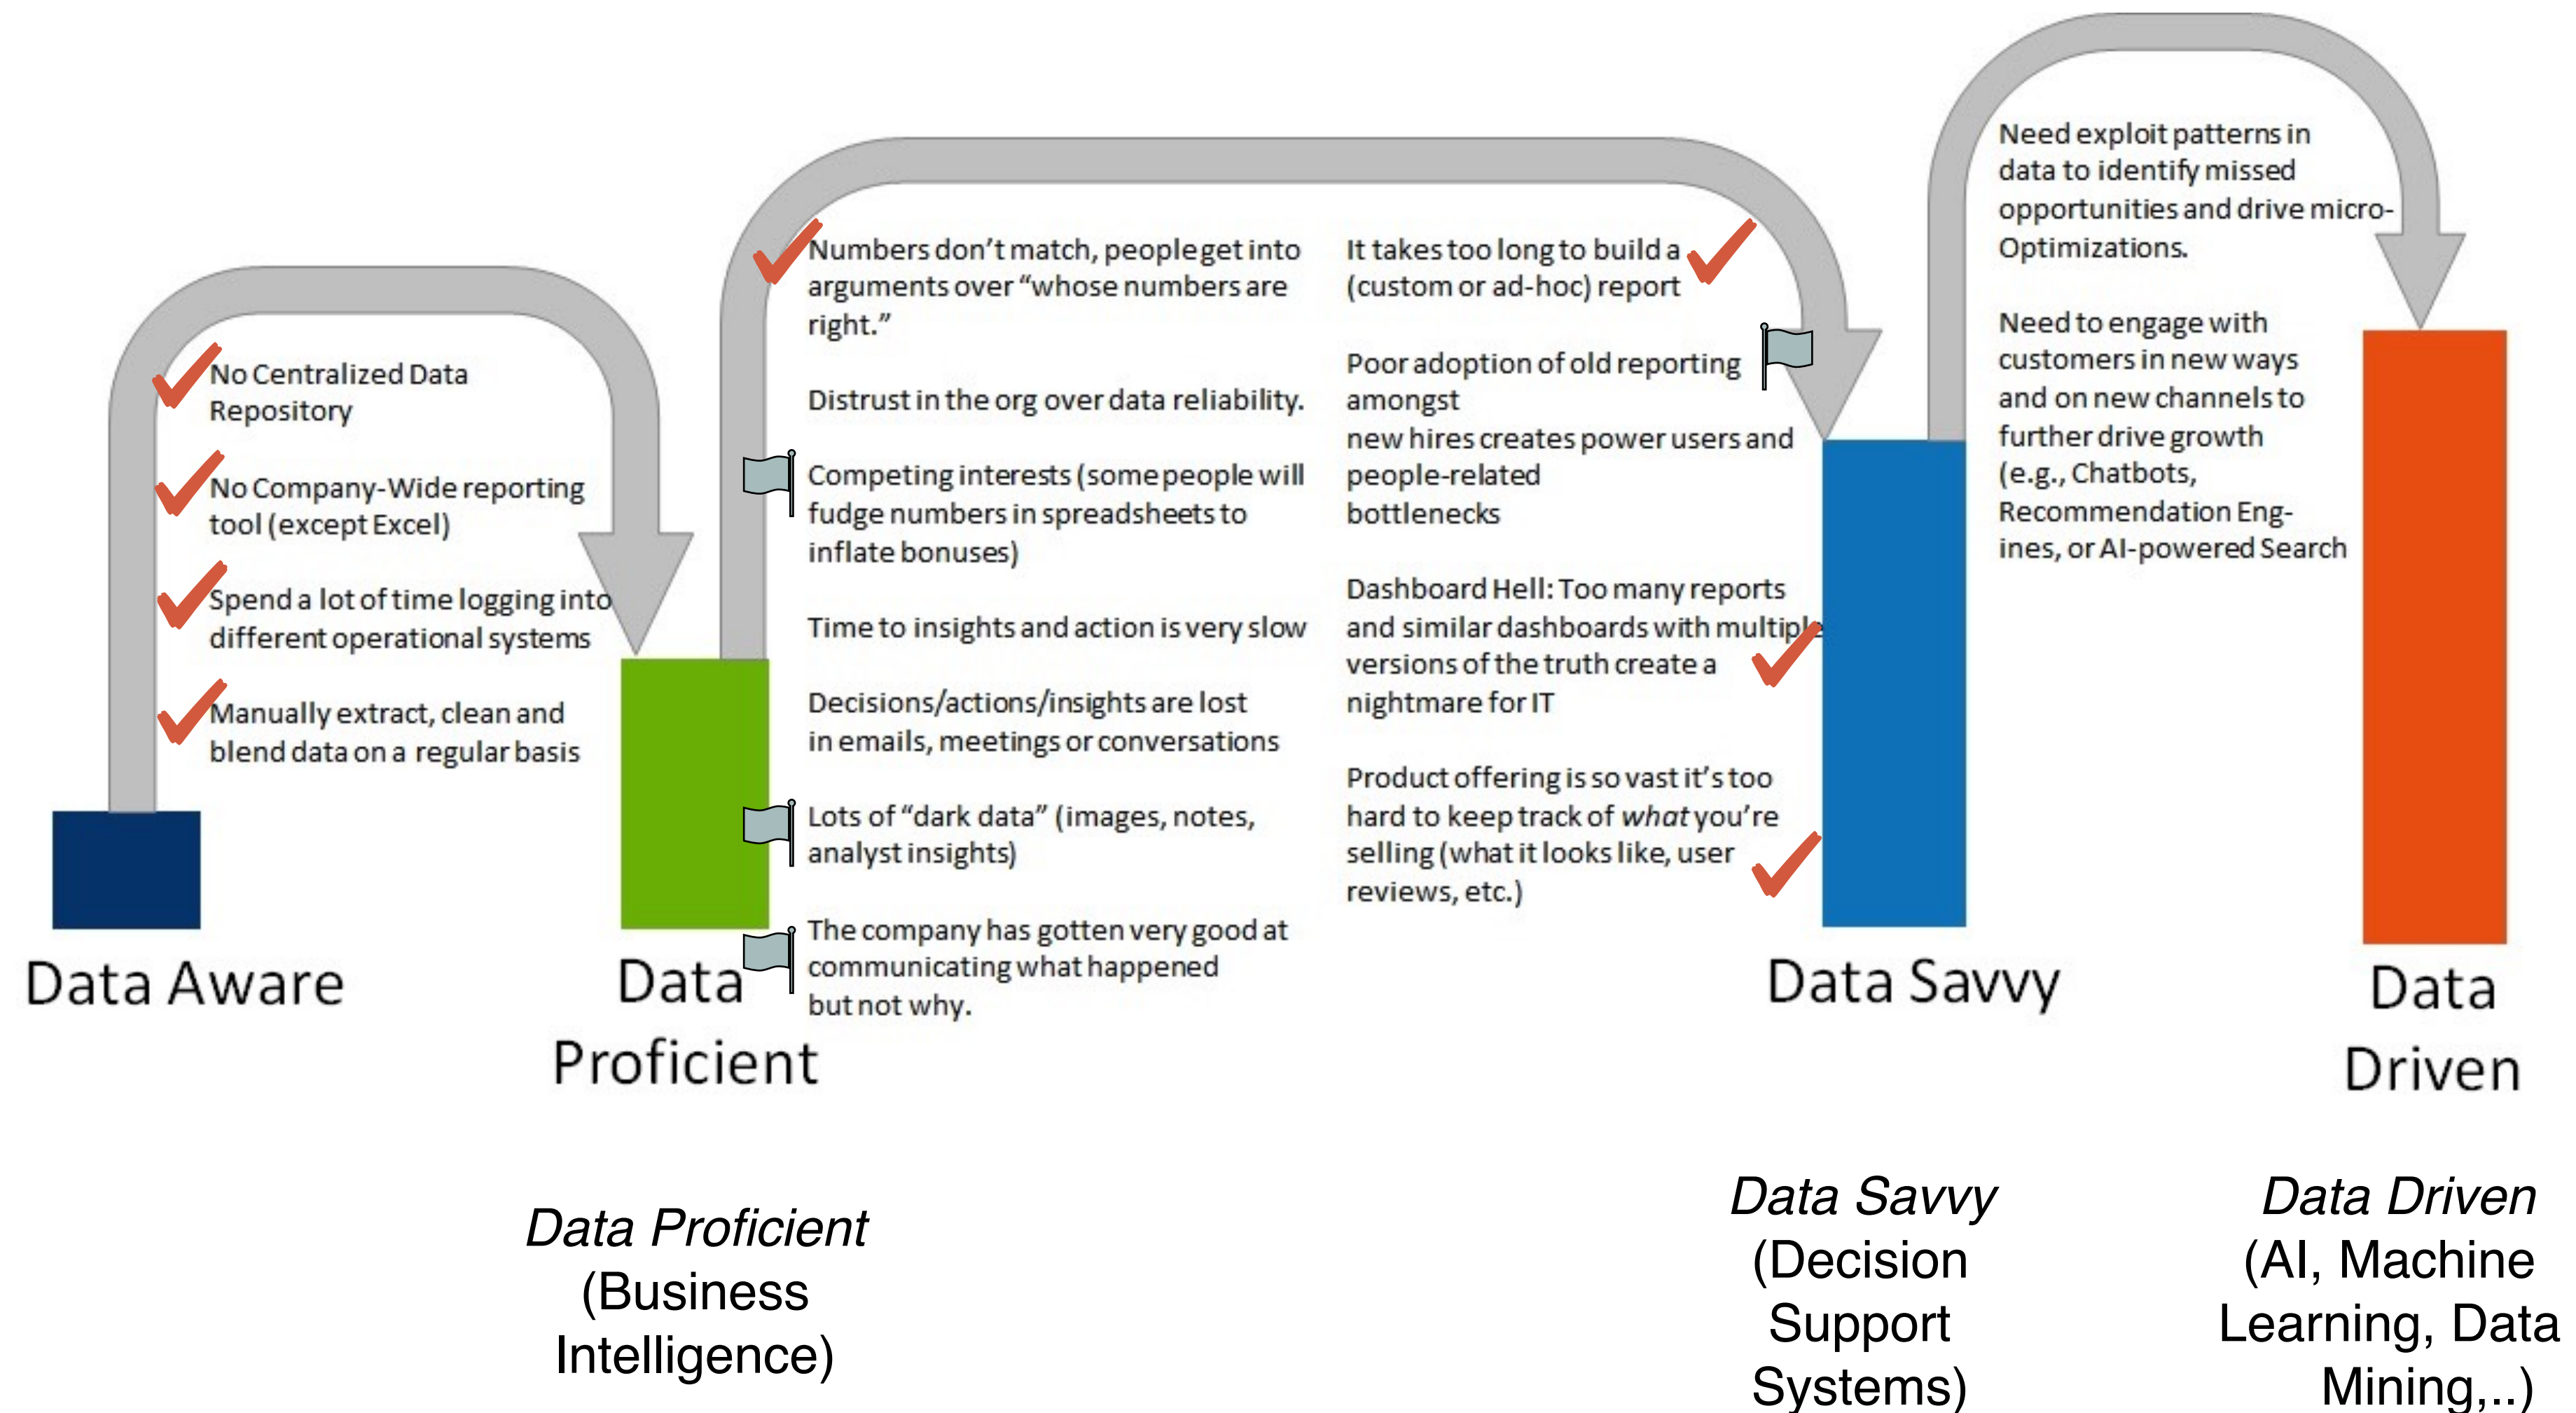 No Centralized Data
Repository
No Company-Wide reporting
tool (except Excel)
Spend a lot of time logging into
different operational systems
Manually extract, clean and
blend data on a regular basis
Numbers don't match, people get into
arguments over “whose numbers are
right.”
Distrust in the org over data reliability.
Competing interests (some people will
fudge numbers in spreadsheets to
inflate bonuses)
Time to insights and action is very slow
Decisions/actions/insights are lost
in emails, meetings or conversations
Lots of “dark data” (images, notes,
analyst insights)
The company has gotten very good at
communicating what happened
but not why.
It takes too long to build a
(custom or ad-hoc) report
Poor adoption of old reporting
amongst
new hires creates power users and
people-related
bottlenecks
Dashboard Hell: Too many reports
and similar dashboards with multiple
versions of the truth create a
nightmare for IT
Product offering is so vast it's too
hard to keep track of what you're
selling (what it looks like, user
reviews, etc.)
Need exploit patterns in
data to identify missed
opportunities and drive micro-
Optimizations.
Need to engage with
customers in new ways
and on new channels to
further drive growth
(e.g., Chatbots,
Recommendation Eng-
ines, or AI-powered Search
Data Aware
Data
Proficient
Data Savvy
Data
Driven
Data Proficient
(Business
Intelligence)
Data Savvy
(Decision
Support
Systems)
Data Driven
(AI, Machine
Learning, Data
Mining,..)